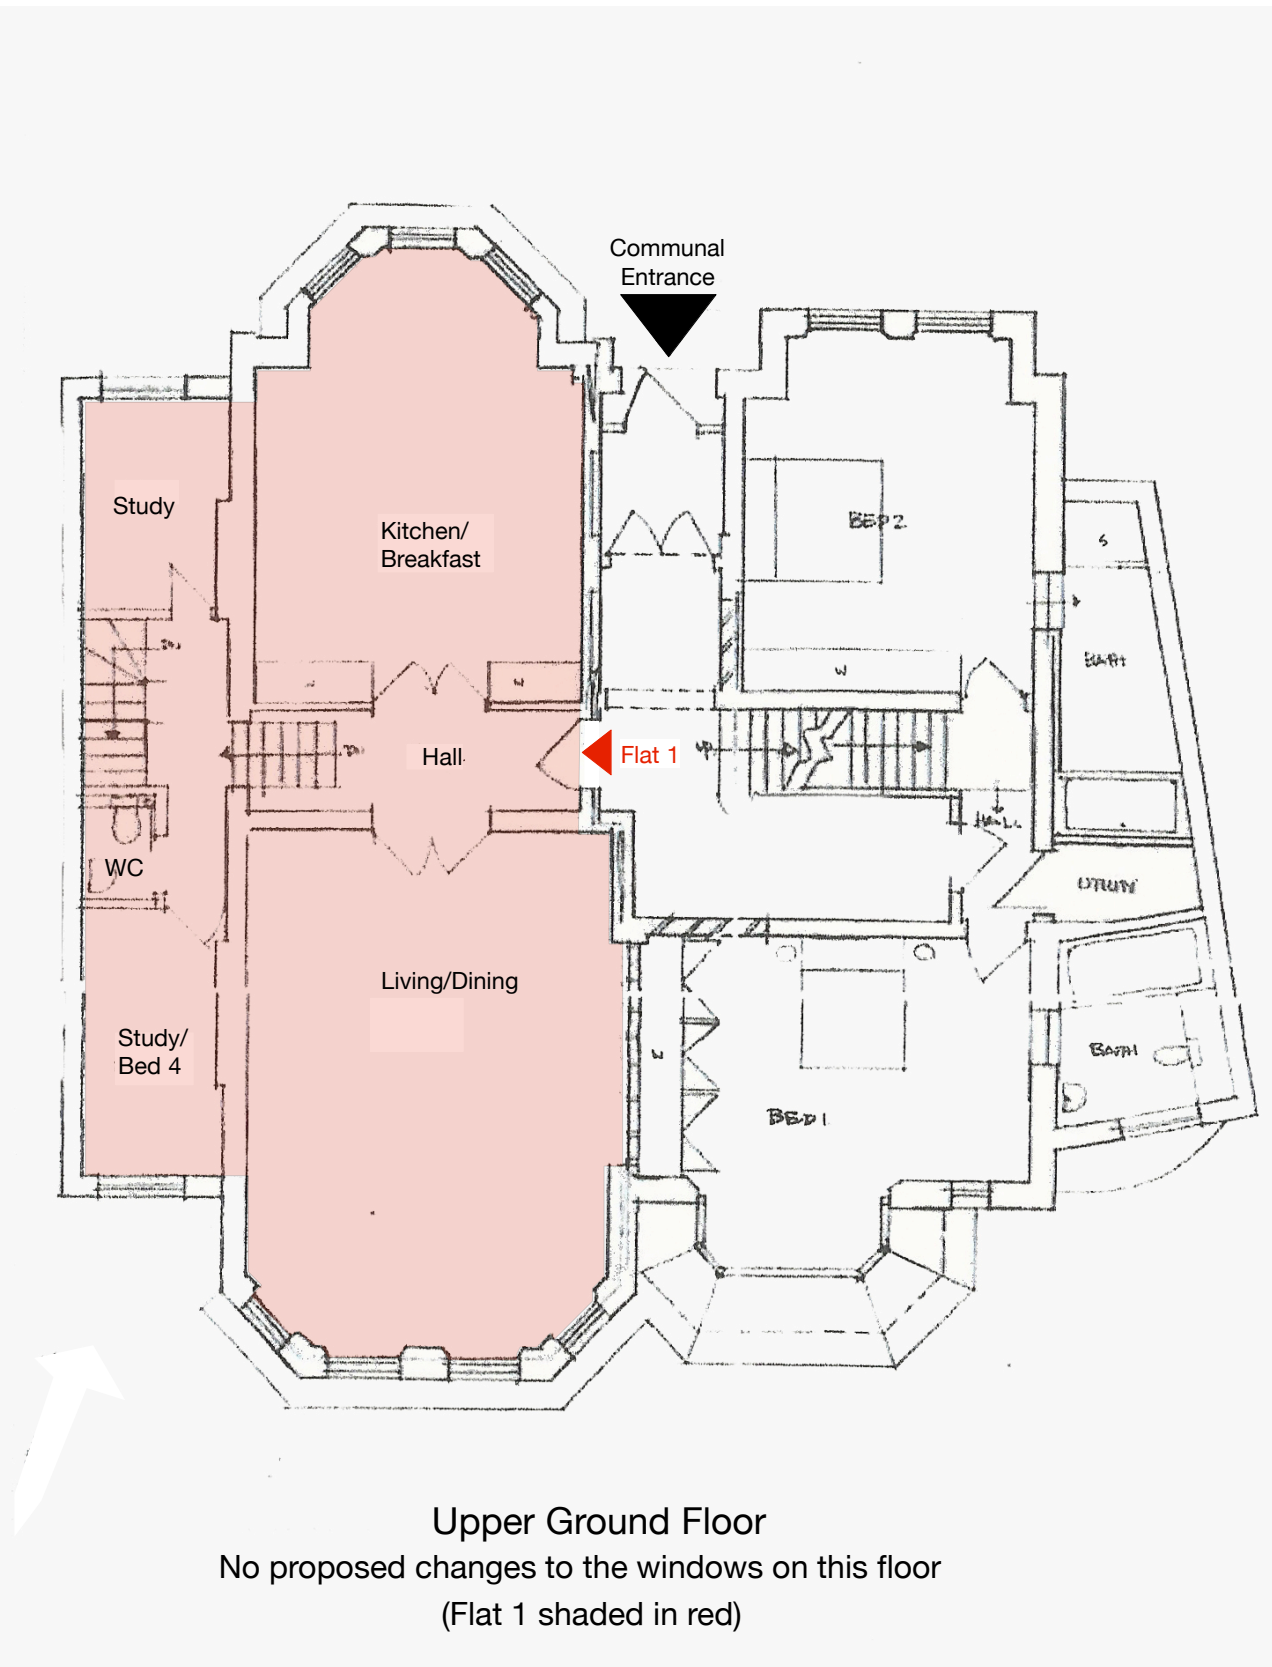 Communal
Entrance
Study
Kitchen/
Breakfast
BED 2
S
BATH
W
Hall
Flat 1
UP
HALL
WC
UTILITY
Living/Dining
Study/
Bed 4
BATH
BED 1
Upper Ground Floor
No proposed changes to the windows on this floor
(Flat 1 shaded in red)